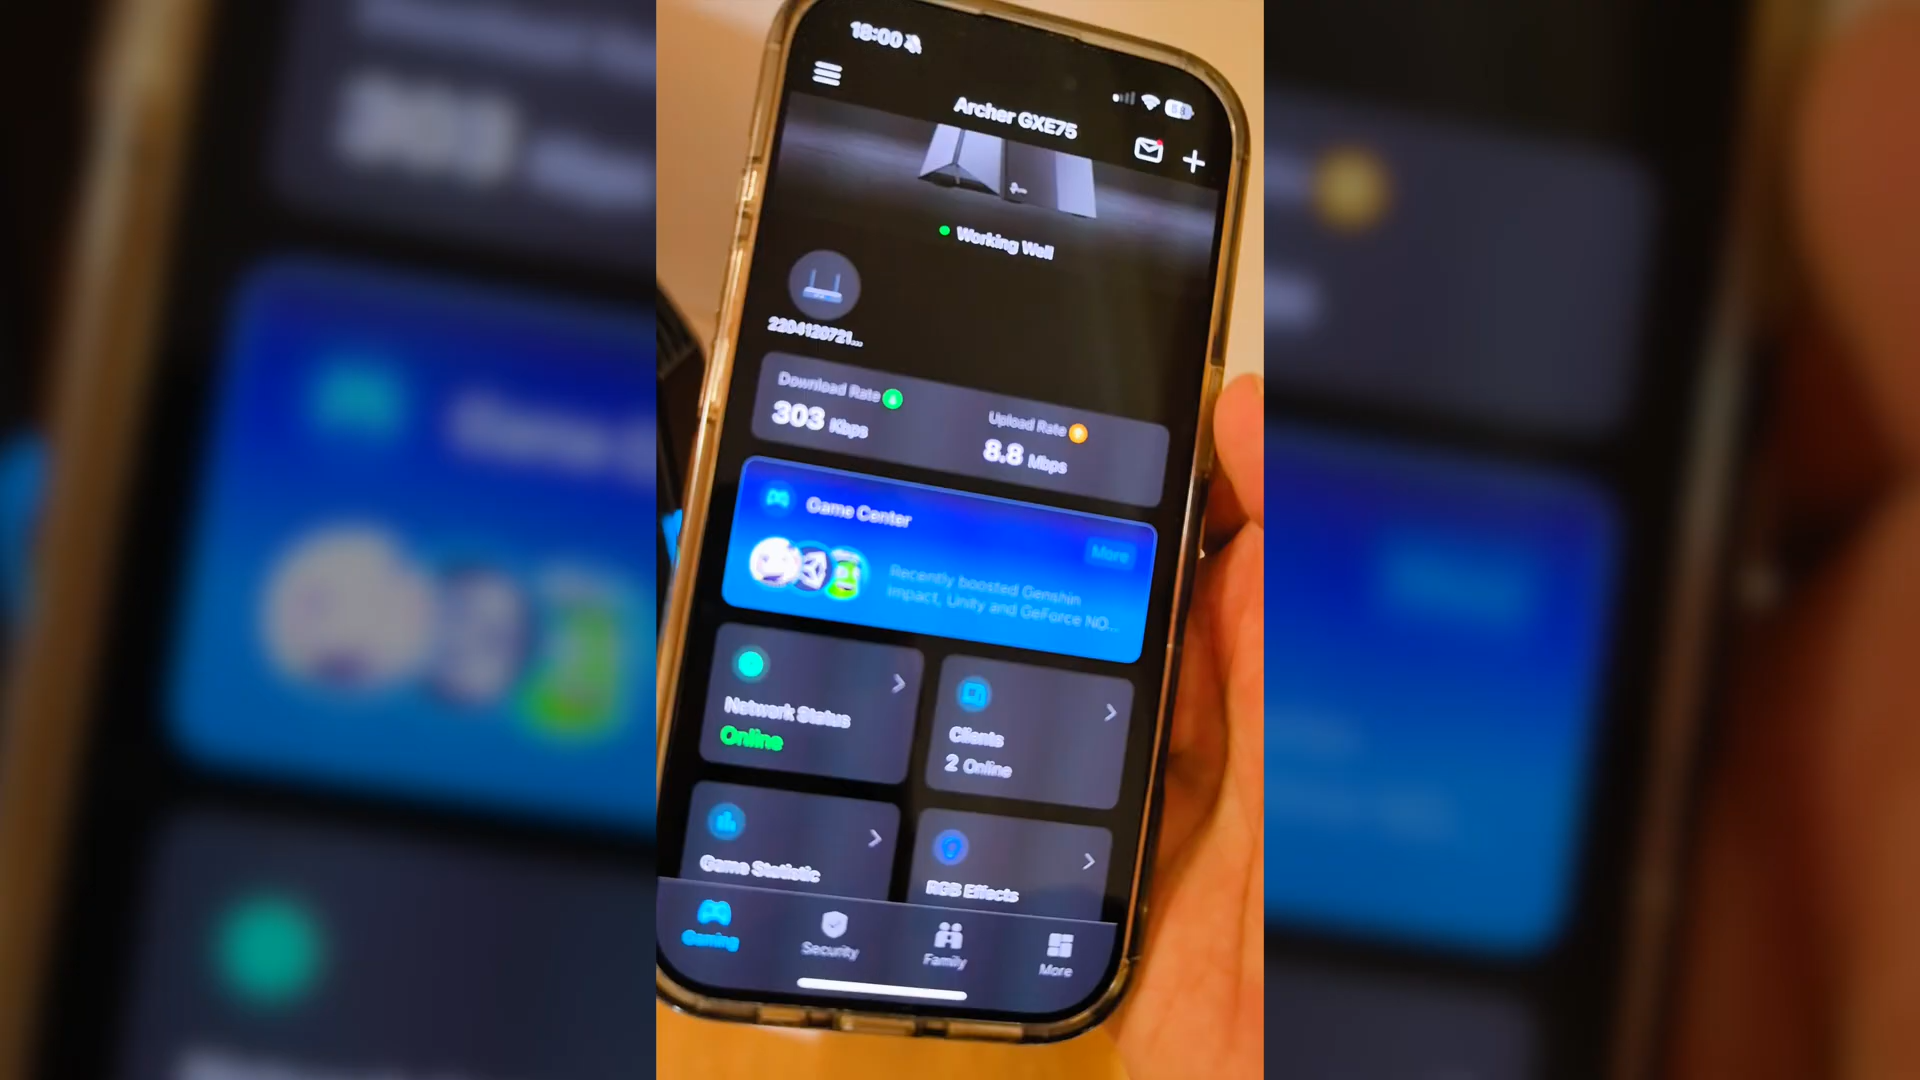 18:00
Archer GXE75
Working Well
2204120721...
Download Rate
303 Kbps
Upload Rate
8.8 Mbps
Game Center
More
Recently boosted Genshin
Impact, Unity and GeForce NO...
Network Status
Online
Clients
2 Online
Game Statistic
RGB Effects
Gaming
Security
Family
More